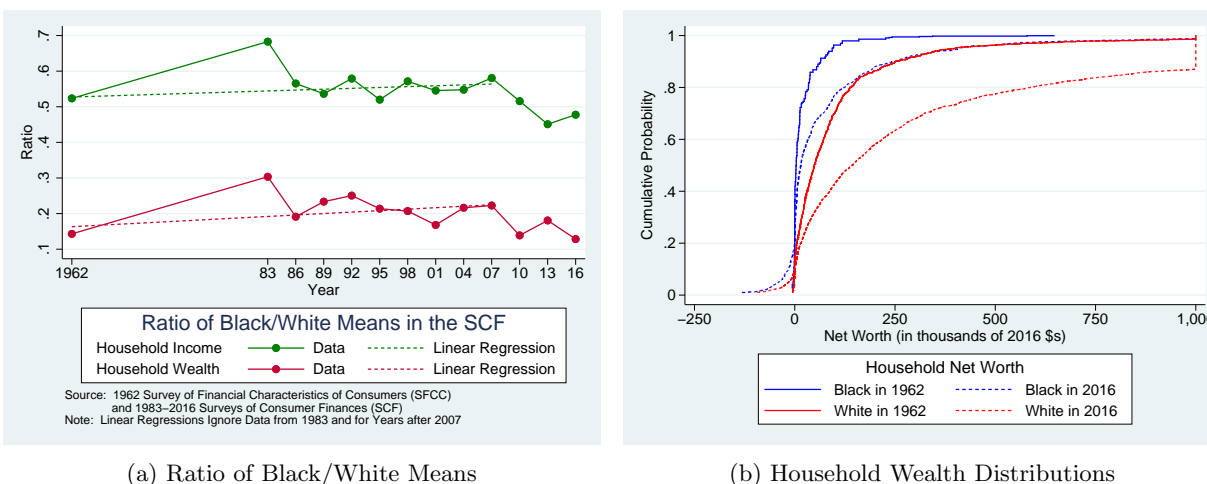 .7
.6
.5
.4
.3
.2
.1
Ratio
1962 83 86 89 92 95 98 01 04 07 10 13 16
Year
Ratio of Black/White Means in the SCF
Household Income Data Linear Regression
Household Wealth Data Linear Regression
Source: 1962 Survey of Financial Characteristics of Consumers (SFCC)
and 1983–2016 Surveys of Consumer Finances (SCF)
Note: Linear Regressions Ignore Data from 1983 and for Years after 2007
(a) Ratio of Black/White Means
1
.8
.6
.4
.2
0
Cumulative Probability
−250 0 250 500 750 1,00
Net Worth (in thousands of 2016 $s)
Household Net Worth
Black in 1962 Black in 2016
White in 1962 White in 2016
(b) Household Wealth Distributions